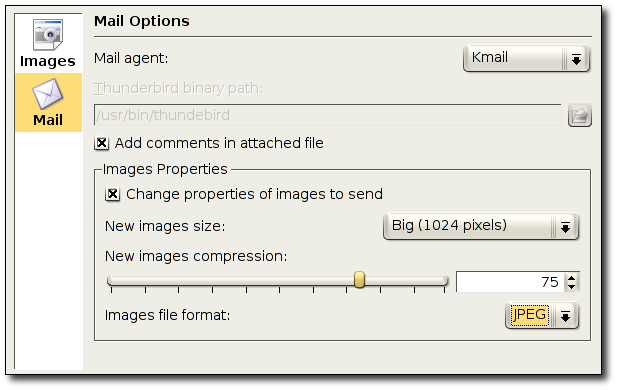 Images
Mail
Mail Options
Mail agent:
Kmail
Thunderbird binary path:
/usr/bin/thundebird
Add comments in attached file
Images Properties
Change properties of images to send
New images size:
Big (1024 pixels)
New images compression:
75
Images file format:
JPEG